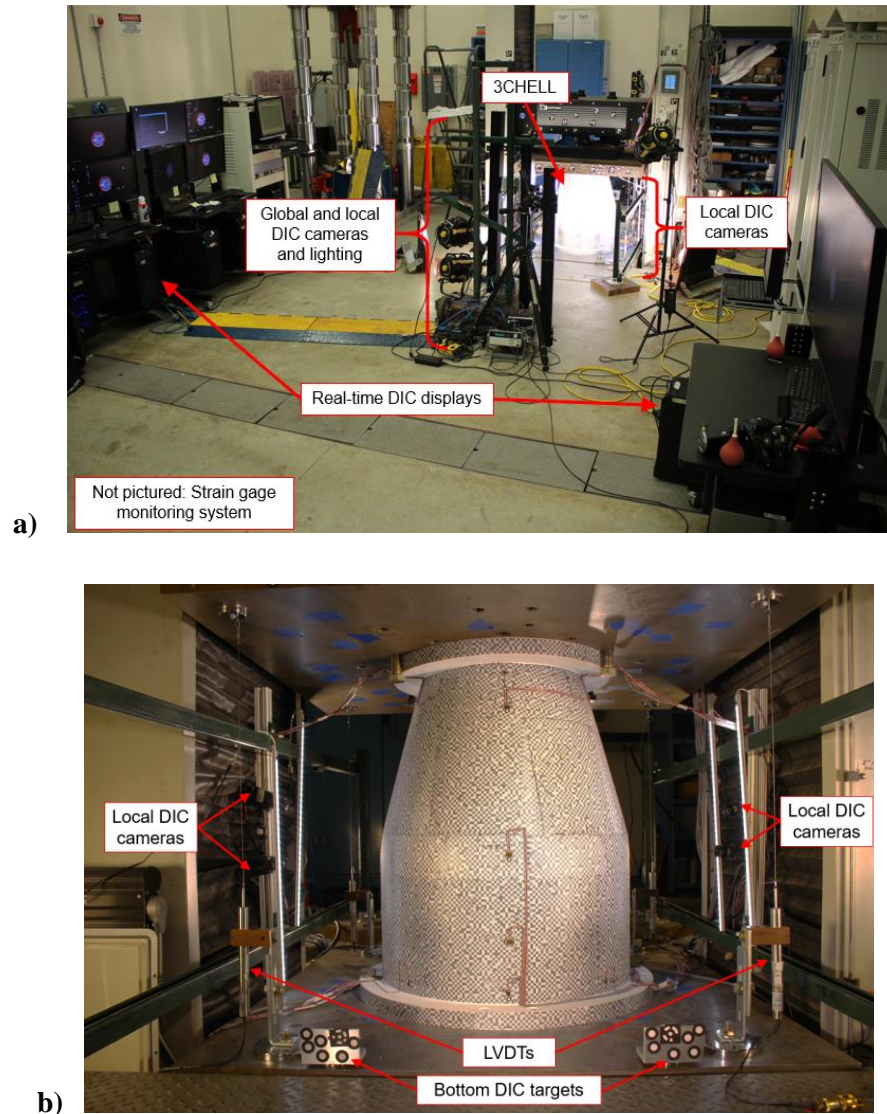 3CHELL
Global and local
DIC cameras
and lighting
Local DIC
cameras
Real-time DIC displays
Not pictured: Strain gage
monitoring system
a)
Local DIC
cameras
Local DIC
cameras
LVDTs
Bottom DIC targets
b)